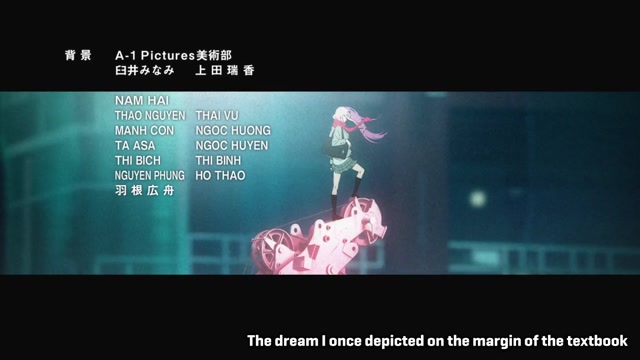 背景 A-1 Pictures美術部
臼井みなみ 上田瑞香
NAM HAI
THAO NGUYEN THAI VU
MANH CON NGOC HUONG
TA ASA NGOC HUYEN
THI BICH THI BINH
NGUYEN PHUNG HO THAO
羽根広舟
The dream I once depicted on the margin of the textbook